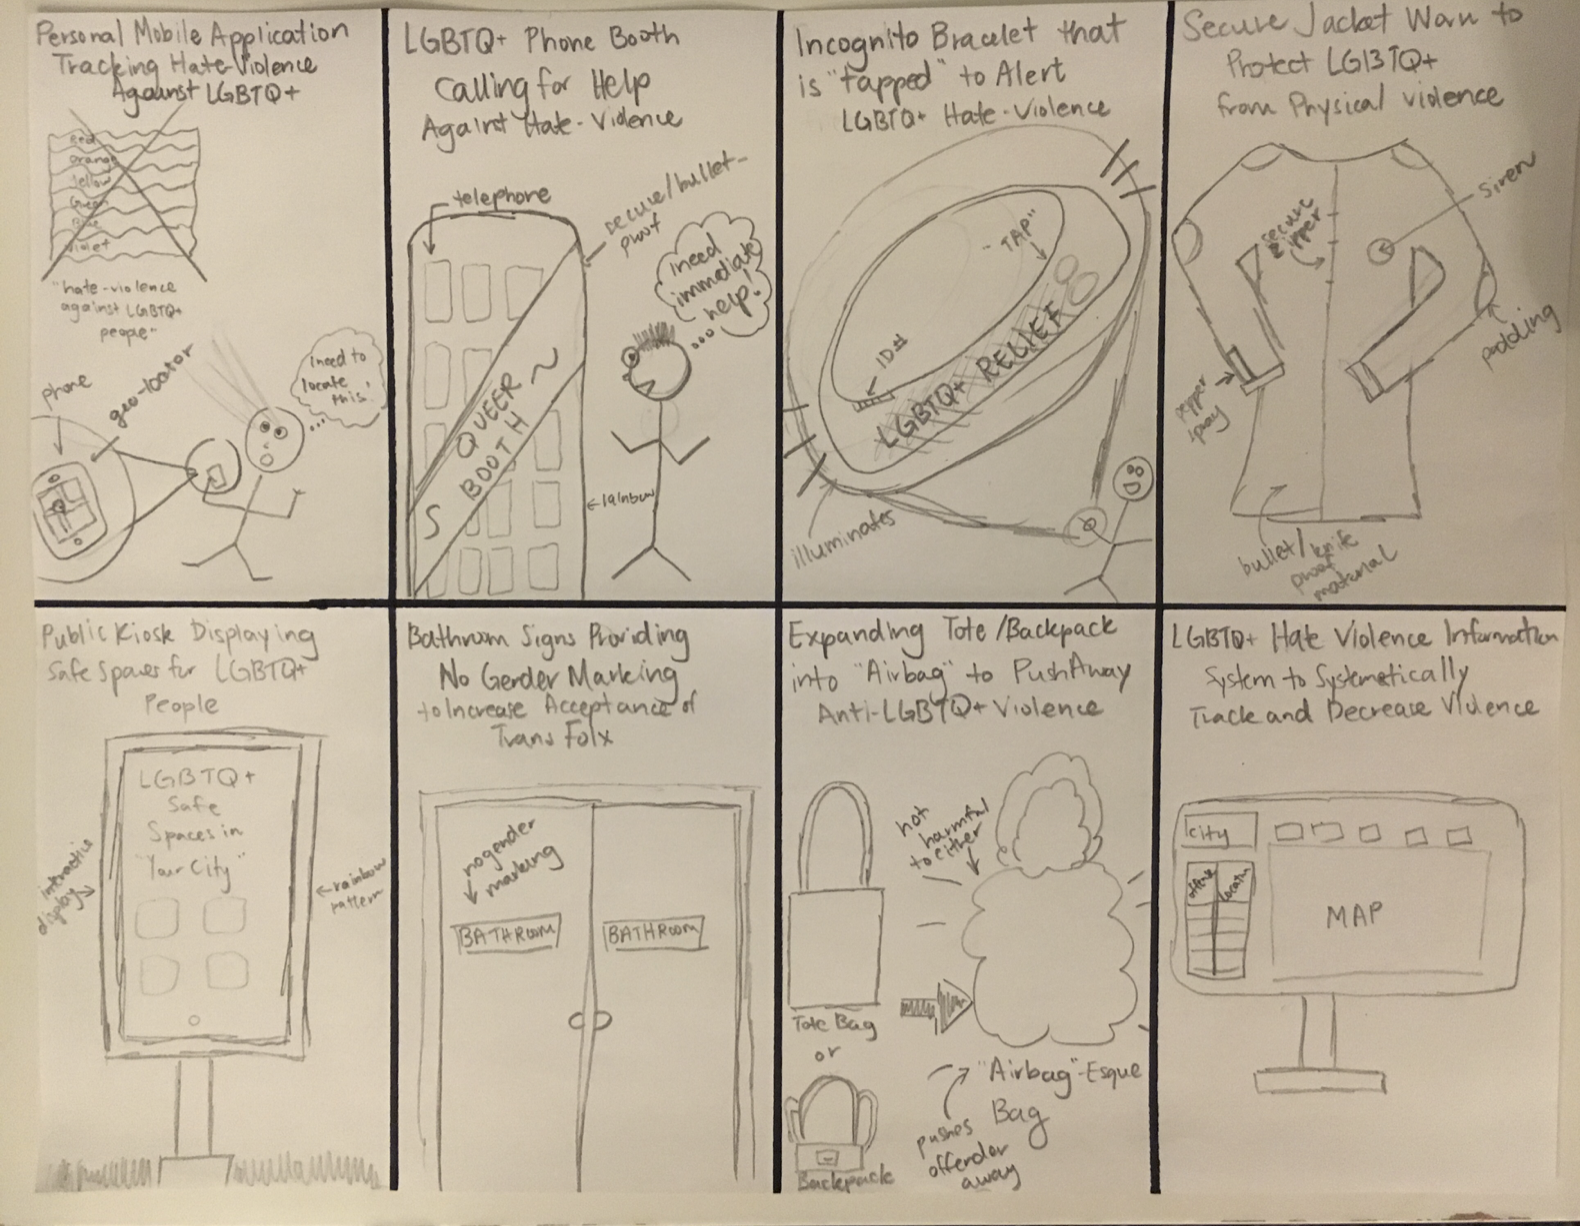 Personal Mobile Application
Tracking Hate-Violence
Against LGBTQ+
Red
Orange
Yellow
Green
Blue
Violet
"hate-violence
against LGBTQ+
people"
phone
geo-locator
i need to
locate
this!
LGBTQ+ Phone Booth
Calling for Help
Against Hate-Violence
telephone
secure/bullet-
proof
i need
immediate
help!
QUEER
BOOTH
rainbow
Incognito Bracelet that
is "tapped" to Alert
LGBTQ+ Hate-Violence
"TAP"
ID#
LGBTQ+ RELIEF
illuminates
Secure Jacket Worn to
Protect LGBTQ+
from Physical violence
secure
zipper
siren
padding
pepper
spray
bullet/knife
proof
material
Public Kiosk Displaying
Safe Spaces for LGBTQ+
People
LGBTQ+
Safe
Spaces in
"Your City"
interactive
display
rainbow
pattern
Bathroom Signs Providing
No Gender Marking
to Increase Acceptance of
Trans Folx
no gender
marking
BATHROOM
BATHROOM
Expanding Tote/Backpack
into "Airbag" to Push Away
Anti-LGBTQ+ Violence
not
harmful
to either
Tote Bag
or
Backpack
"Airbag"-Esque
Bag
pushes
offender
away
LGBTQ+ Hate Violence Information
System to Systematically
Track and Decrease Violence
City
offense
location
MAP